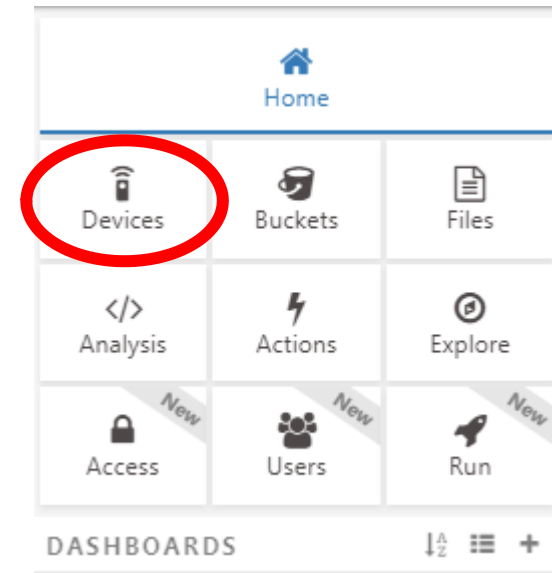 Home
Devices Buckets Files
Analysis Actions Explore
New New New
Access Users Run
DASHBOARDS